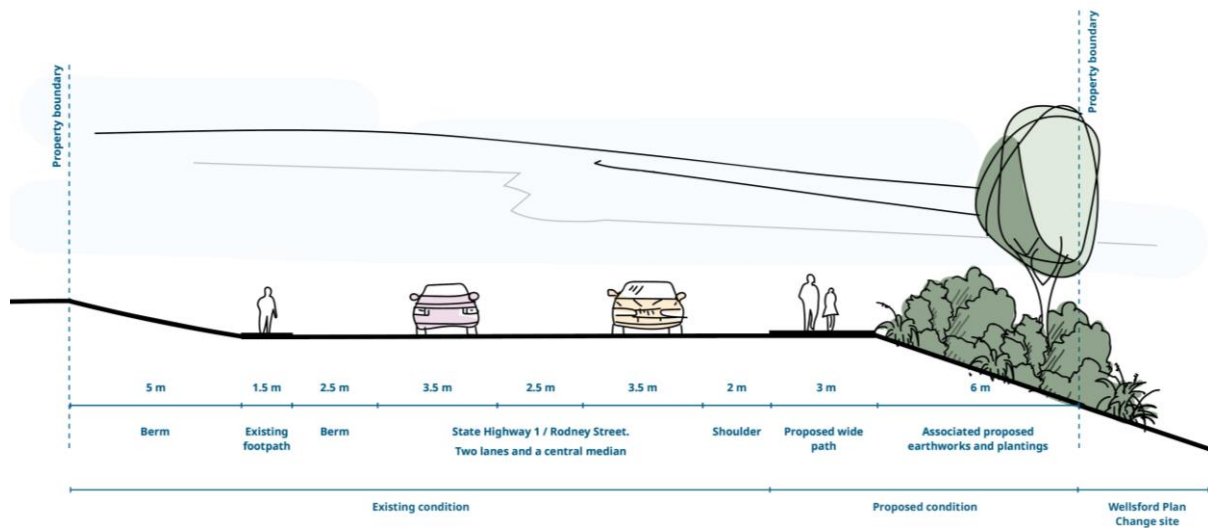 Property boundary
Property boundary
5 m
1.5 m
2.5 m
3.5 m
2.5 m
3.5 m
2 m
3 m
6 m
Berm
Existing
footpath
Berm
State Highway 1 / Rodney Street.
Two lanes and a central median
Shoulder
Proposed wide
path
Associated proposed
earthworks and plantings
Existing condition
Proposed condition
Wellsford Plan
Change site